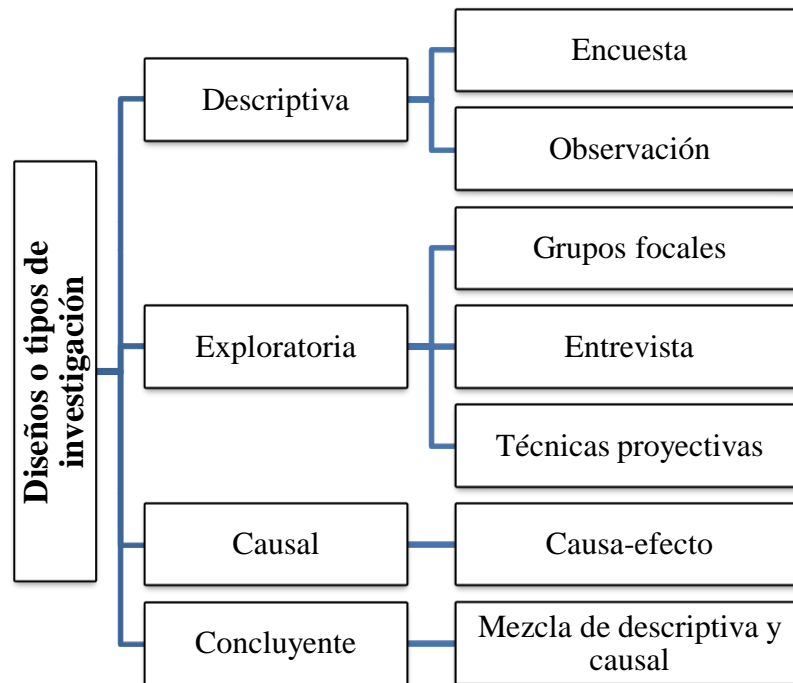 Diseños o tipos de
investigación
Descriptiva
Encuesta
Observación
Exploratoria
Grupos focales
Entrevista
Técnicas proyectivas
Causal
Causa-efecto
Concluyente
Mezcla de descriptiva y
causal